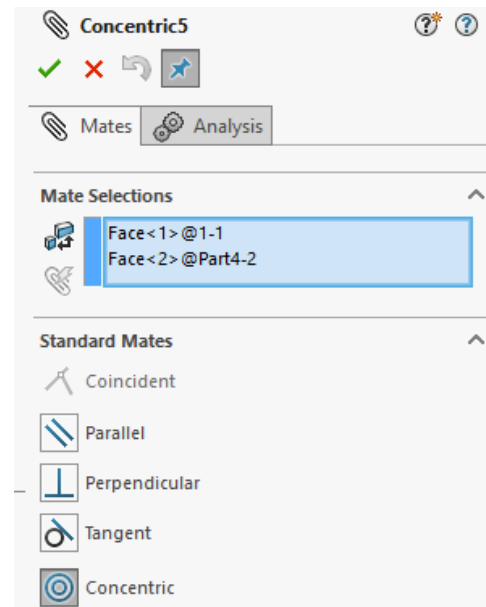 Concentric5
Mates
Analysis
Mate Selections
Face<1>@1-1
Face<2>@Part4-2
Standard Mates
Coincident
Parallel
Perpendicular
Tangent
Concentric